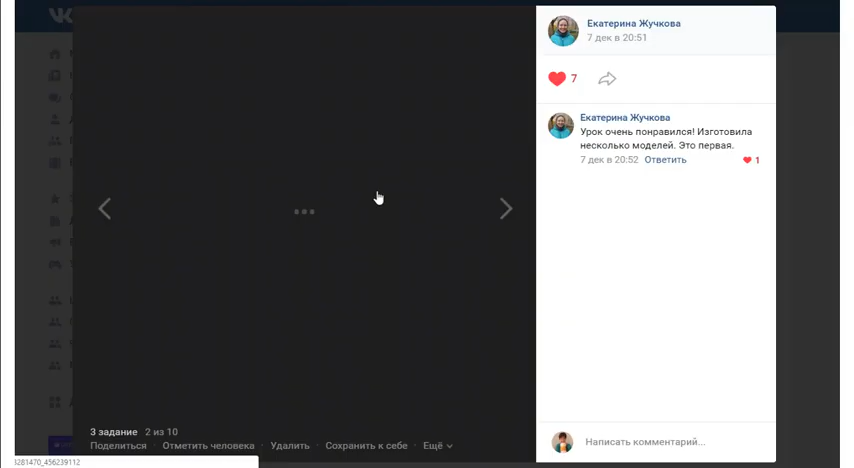 Екатерина Жучкова
7 дек в 20:51
7
Екатерина Жучкова
Урок очень понравился! Изготовила
несколько моделей. Это первая.
7 дек в 20:52 Ответить 1
3 задание 2 из 10
Поделиться · Отметить человека · Удалить · Сохранить к себе · Ещё
Написать комментарий...
281470_456239112